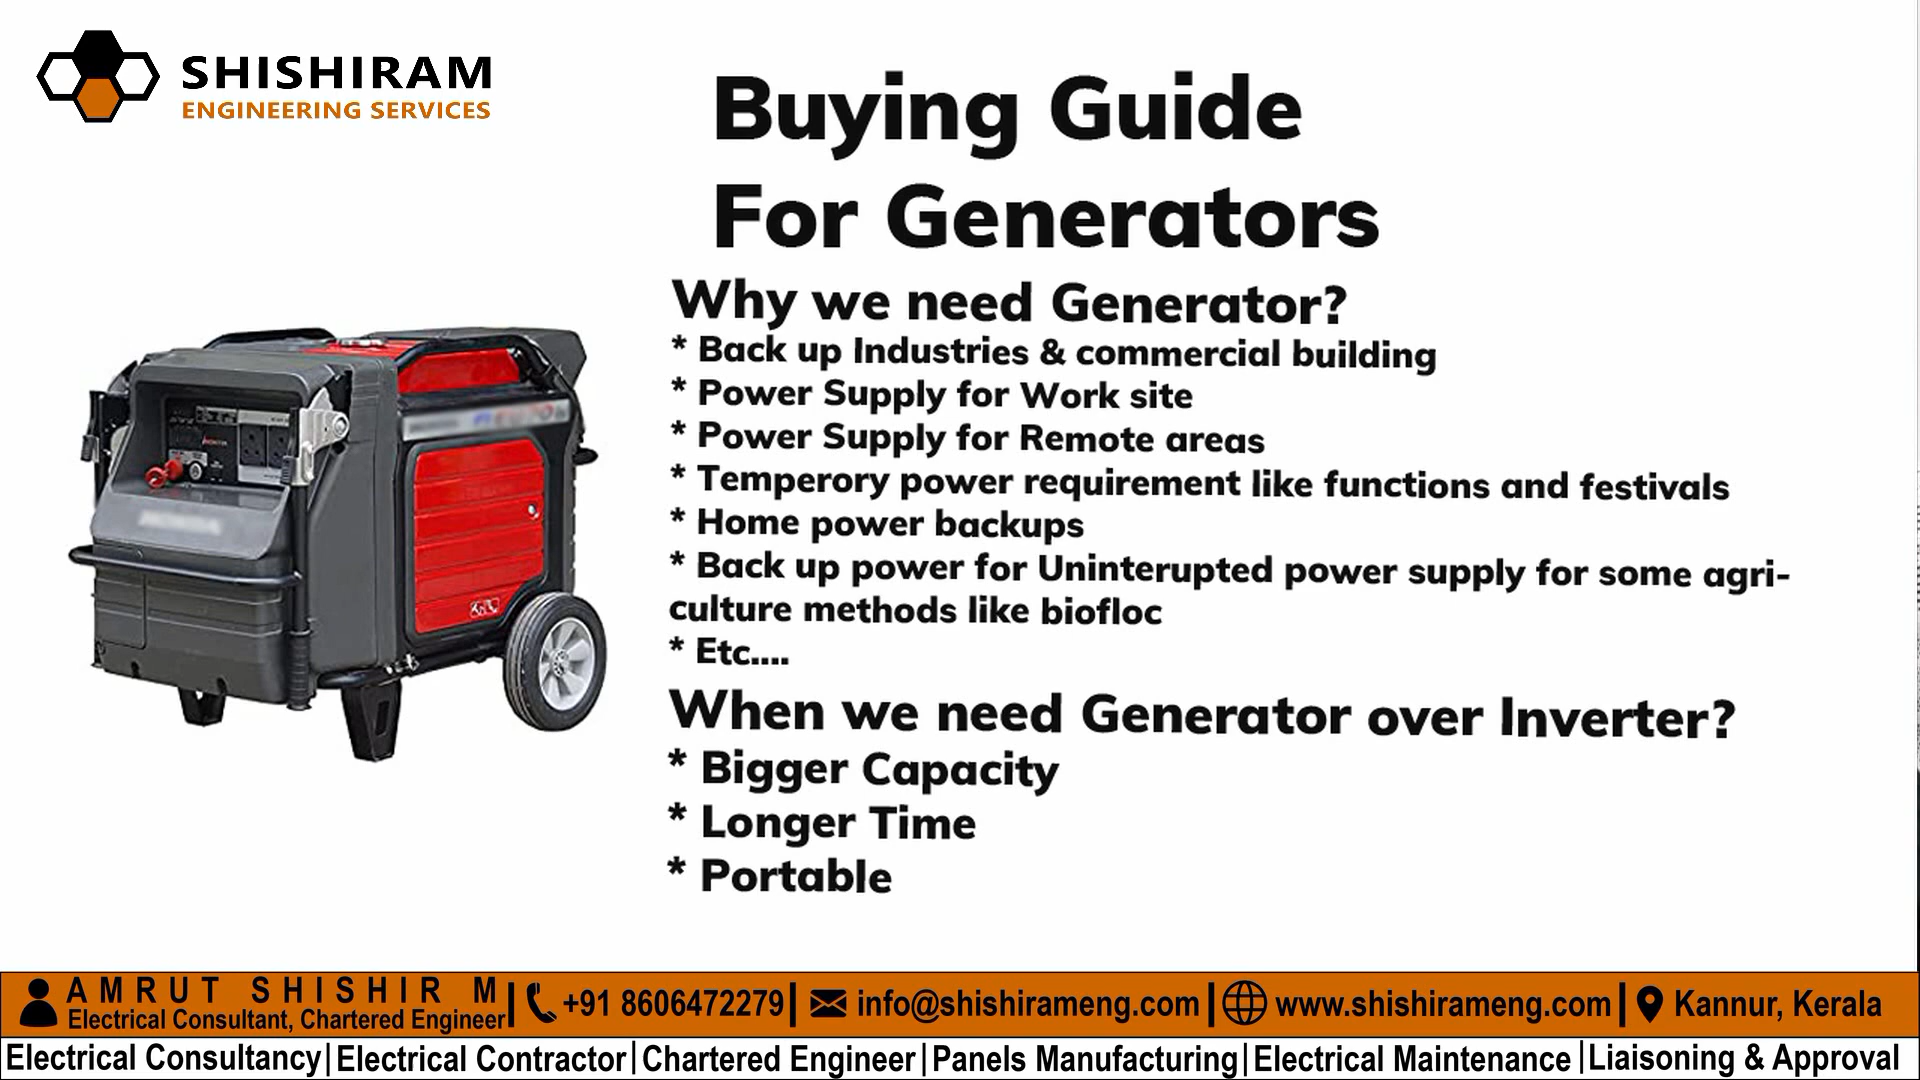 SHISHIRAM
ENGINEERING SERVICES
Buying Guide
For Generators
Why we need Generator?
* Back up Industries & commercial building
* Power Supply for Work site
* Power Supply for Remote areas
* Temperory power requirement like functions and festivals
* Home power backups
* Back up power for Uninterupted power supply for some agri-
culture methods like biofloc
* Etc....
When we need Generator over Inverter?
* Bigger Capacity
* Longer Time
* Portable
AMRUT SHISHIR M
Electrical Consultant, Chartered Engineer
+91 8606472279
info@shishirameng.com
www.shishirameng.com
Kannur, Kerala
Electrical Consultancy|Electrical Contractor|Chartered Engineer|Panels Manufacturing|Electrical Maintenance|Liaisoning & Approval